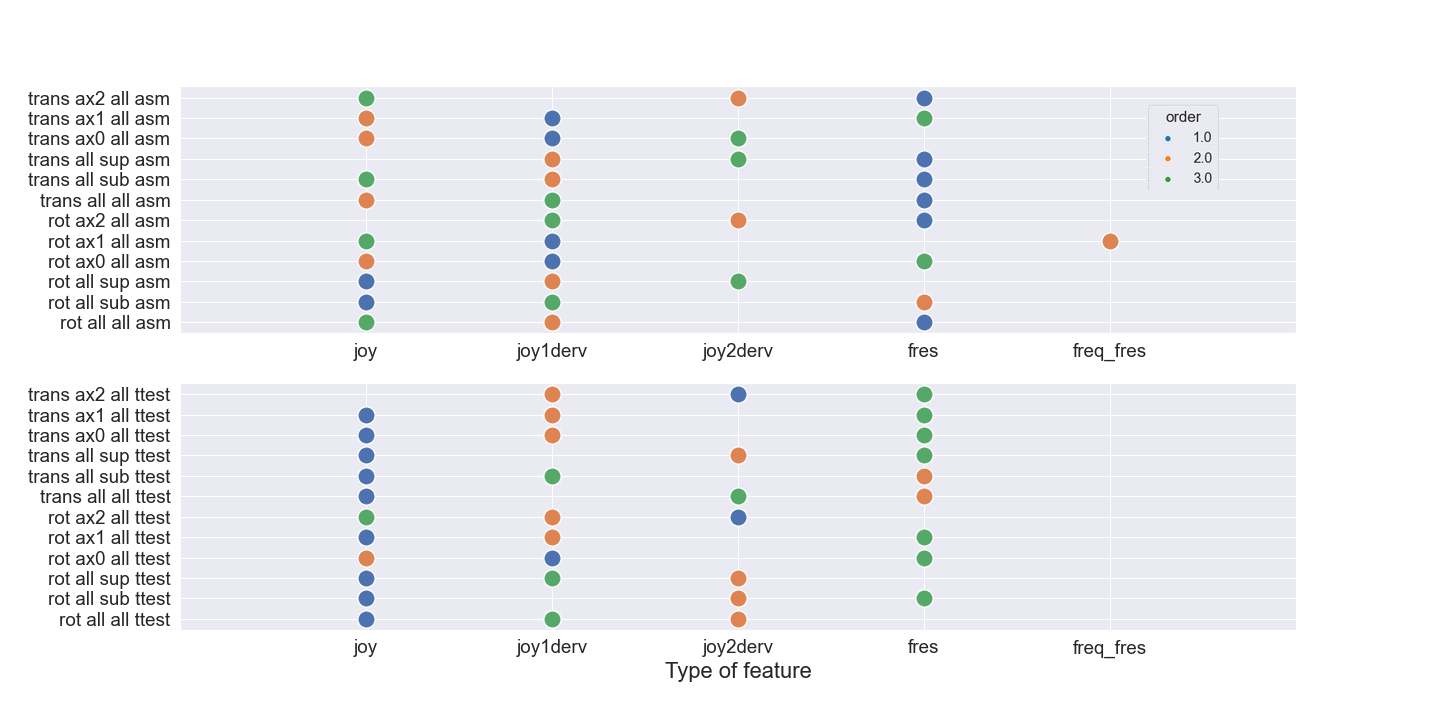 trans ax2 all asm
trans ax1 all asm
trans ax0 all asm
trans all sup asm
trans all sub asm
trans all all asm
rot ax2 all asm
rot ax1 all asm
rot ax0 all asm
rot all sup asm
rot all sub asm
rot all all asm
order
1.0
2.0
3.0
joy joy1derv joy2derv fres freq_fres
trans ax2 all ttest
trans ax1 all ttest
trans ax0 all ttest
trans all sup ttest
trans all sub ttest
trans all all ttest
rot ax2 all ttest
rot ax1 all ttest
rot ax0 all ttest
rot all sup ttest
rot all sub ttest
rot all all ttest
joy joy1derv joy2derv fres freq_fres
Type of feature